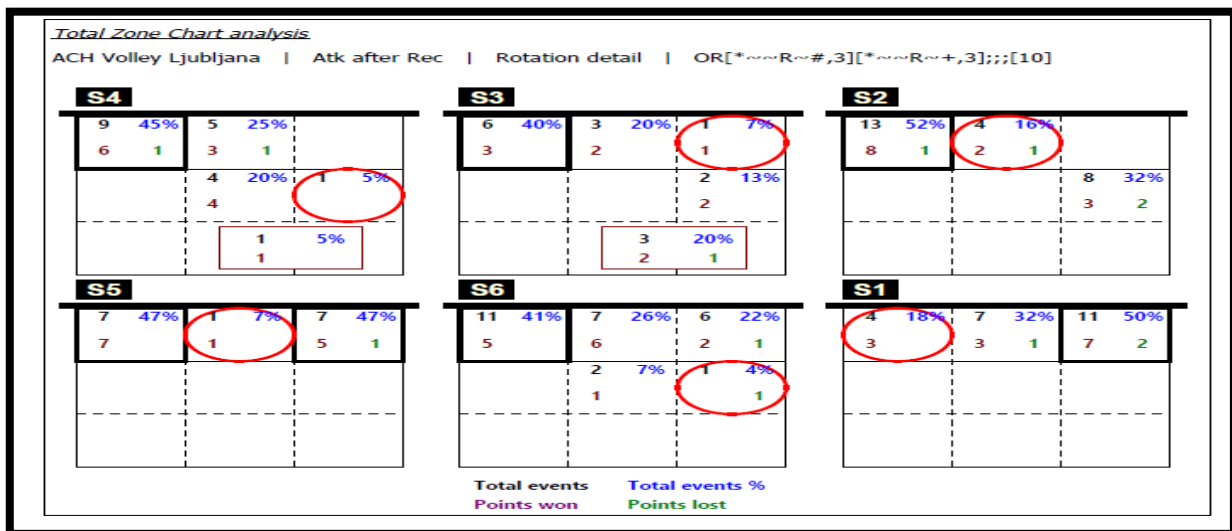 Total Zone Chart analysis
ACH Volley Ljubljana | Atk after Rec | Rotation detail | OR[*~~R~#,3][*~~R~+,3];;;[10]
S4 S3 S2
9 45% 5 25% 6 40% 3 20% 1 7% 13 52% 4 16%
6 1 3 1 3 2 1 8 1 2 1
4 20% 1 5% 2 13% 8 32%
4 2 3 2
1 5% 3 20%
1 2 1
S5 S6 S1
7 47% 1 7% 7 47% 11 41% 7 26% 6 22% 4 18% 7 32% 11 50%
7 1 5 1 5 6 2 1 3 3 1 7 2
2 7% 1 4%
1 1
Total events Total events %
Points won Points lost